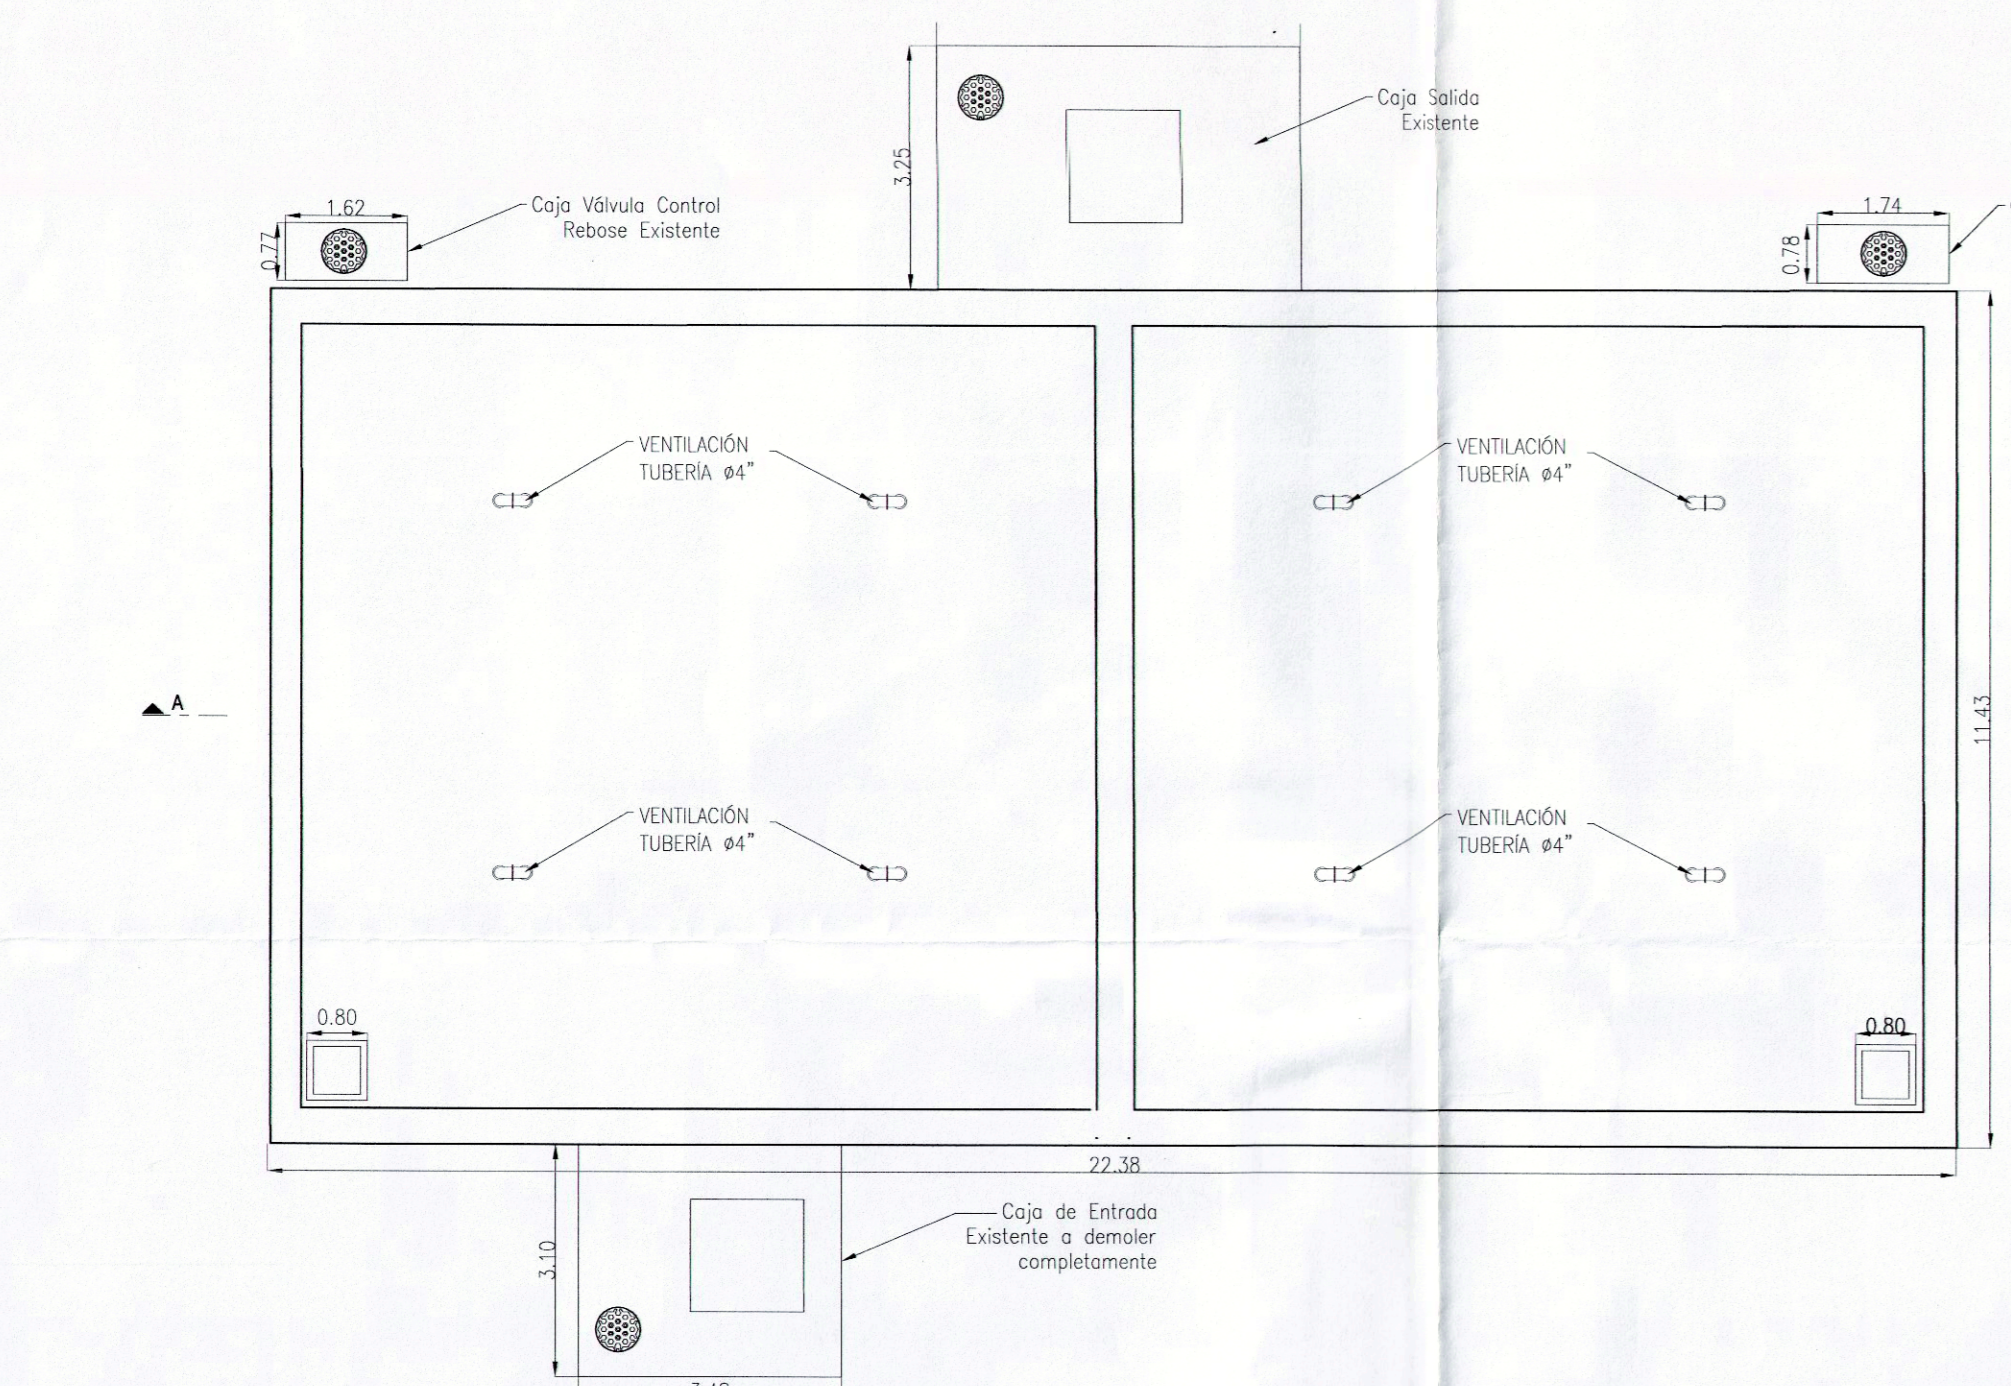 Caja Salida
Existente
3.25
1.62
0.77
Caja Válvula Control
Rebose Existente
1.74
0.78
VENTILACIÓN
TUBERÍA ø4”
VENTILACIÓN
TUBERÍA ø4”
A
11.43
VENTILACIÓN
TUBERÍA ø4”
VENTILACIÓN
TUBERÍA ø4”
0.80
0.80
22.38
3.10
Caja de Entrada
Existente a demoler
completamente